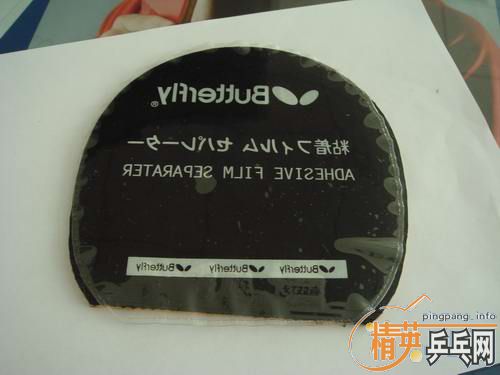 Butterfly®
粘着フィルム セパレーター
ADHESIVE FILM SEPARATER
Butterfly Butterfly Butterfly
pingpang.info
精英乒乓网